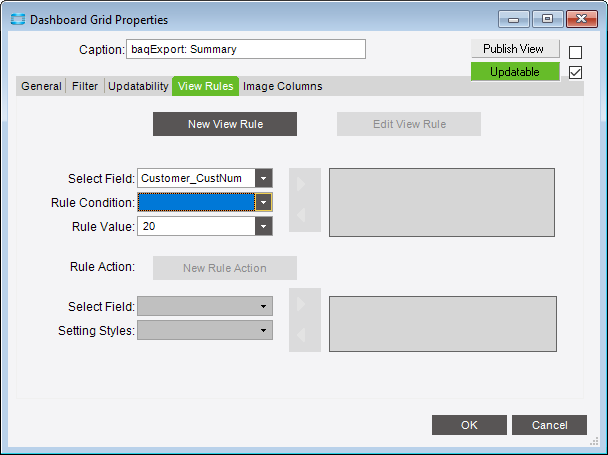 Dashboard Grid Properties
Caption: baqExport: Summary
Publish View
Updatable
General Filter Updatability View Rules Image Columns
New View Rule Edit View Rule
Select Field: Customer_CustNum
Rule Condition:
Rule Value: 20
Rule Action: New Rule Action
Select Field:
Setting Styles:
OK Cancel